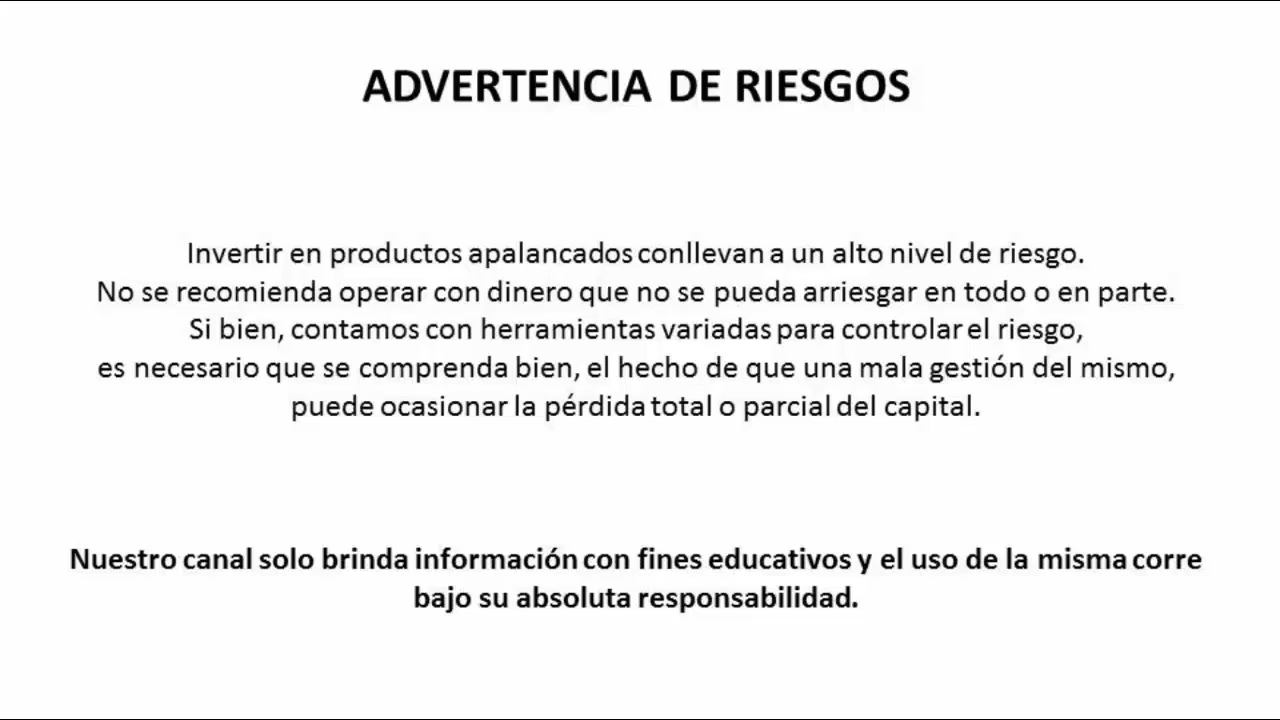 ADVERTENCIA DE RIESGOS
Invertir en productos apalancados conllevan a un alto nivel de riesgo.
No se recomienda operar con dinero que no se pueda arriesgar en todo o en parte.
Si bien, contamos con herramientas variadas para controlar el riesgo,
es necesario que se comprenda bien, el hecho de que una mala gestión del mismo,
puede ocasionar la pérdida total o parcial del capital.
Nuestro canal solo brinda información con fines educativos y el uso de la misma corre
bajo su absoluta responsabilidad.